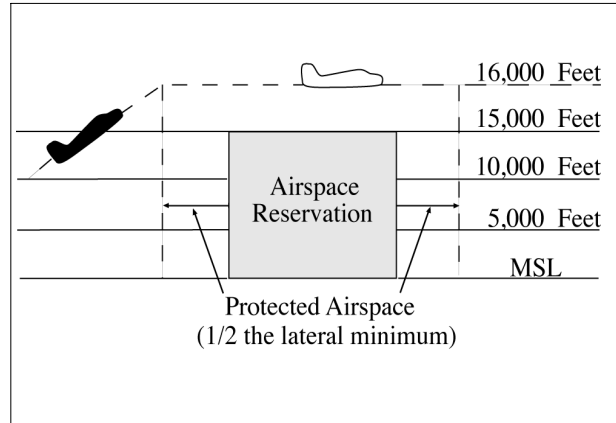 16,000 Feet
15,000 Feet
10,000 Feet
Airspace
Reservation
5,000 Feet
MSL
Protected Airspace
(1/2 the lateral minimum)